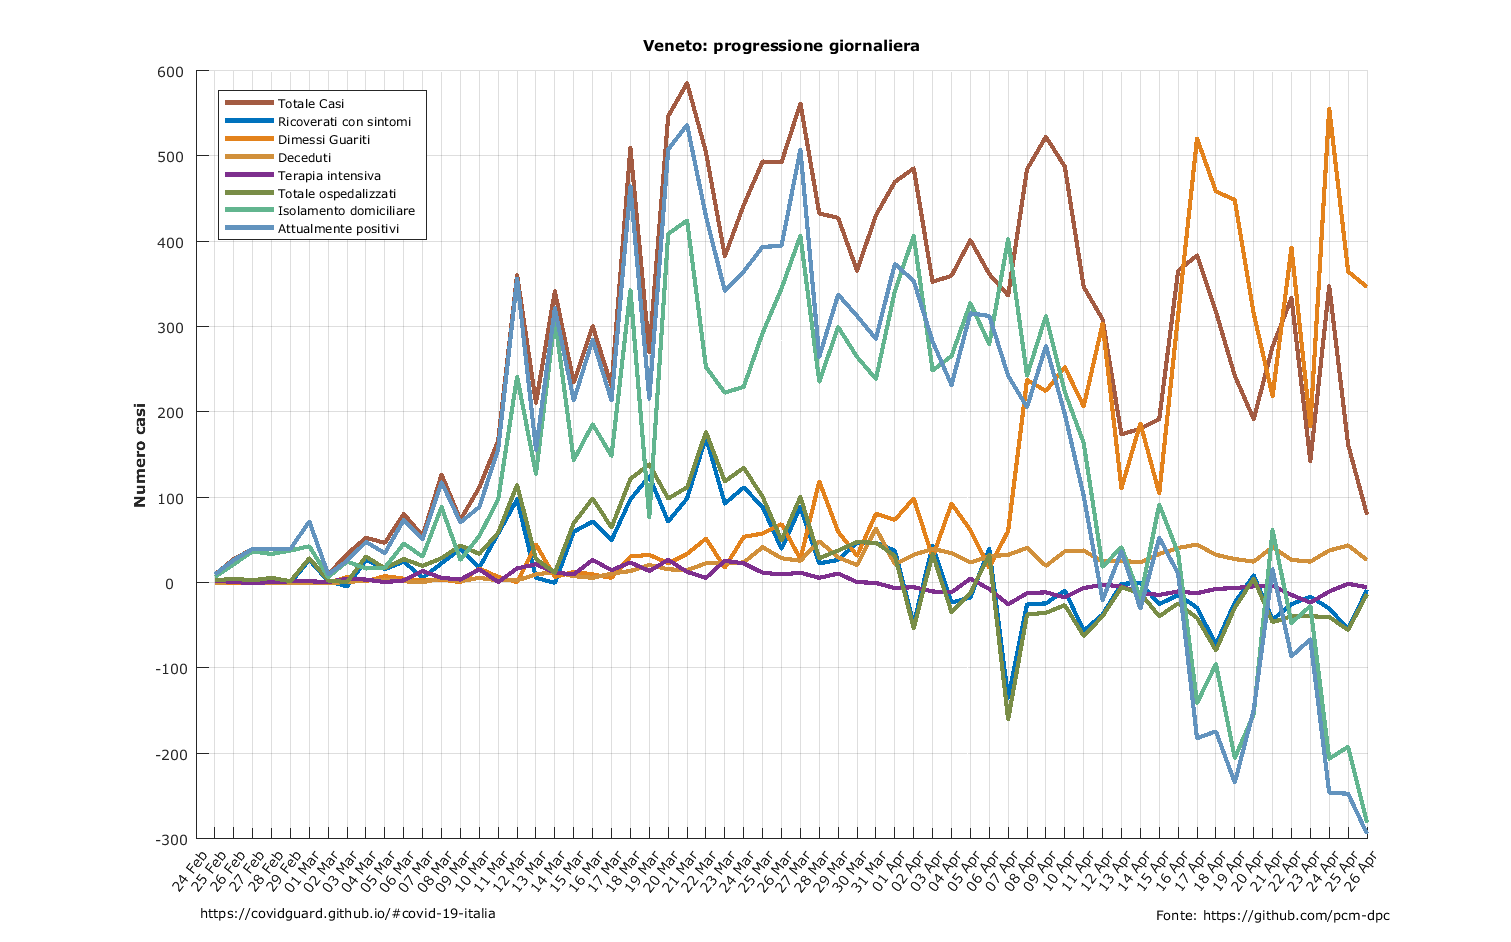 Veneto: progressione giornaliera
600
500
400
300
200
100
0
-100
-200
-300
Numero casi
Totale Casi
Ricoverati con sintomi
Dimessi Guariti
Deceduti
Terapia intensiva
Totale ospedalizzati
Isolamento domiciliare
Attualmente positivi
24 Feb
25 Feb
26 Feb
27 Feb
28 Feb
29 Feb
01 Mar
02 Mar
03 Mar
04 Mar
05 Mar
06 Mar
07 Mar
08 Mar
09 Mar
10 Mar
11 Mar
12 Mar
13 Mar
14 Mar
15 Mar
16 Mar
17 Mar
18 Mar
19 Mar
20 Mar
21 Mar
22 Mar
23 Mar
24 Mar
25 Mar
26 Mar
27 Mar
28 Mar
29 Mar
30 Mar
31 Mar
01 Apr
02 Apr
03 Apr
04 Apr
05 Apr
06 Apr
07 Apr
08 Apr
09 Apr
10 Apr
11 Apr
12 Apr
13 Apr
14 Apr
15 Apr
16 Apr
17 Apr
18 Apr
19 Apr
20 Apr
21 Apr
22 Apr
23 Apr
24 Apr
25 Apr
26 Apr
https://covidguard.github.io/#covid-19-italia
Fonte: https://github.com/pcm-dpc